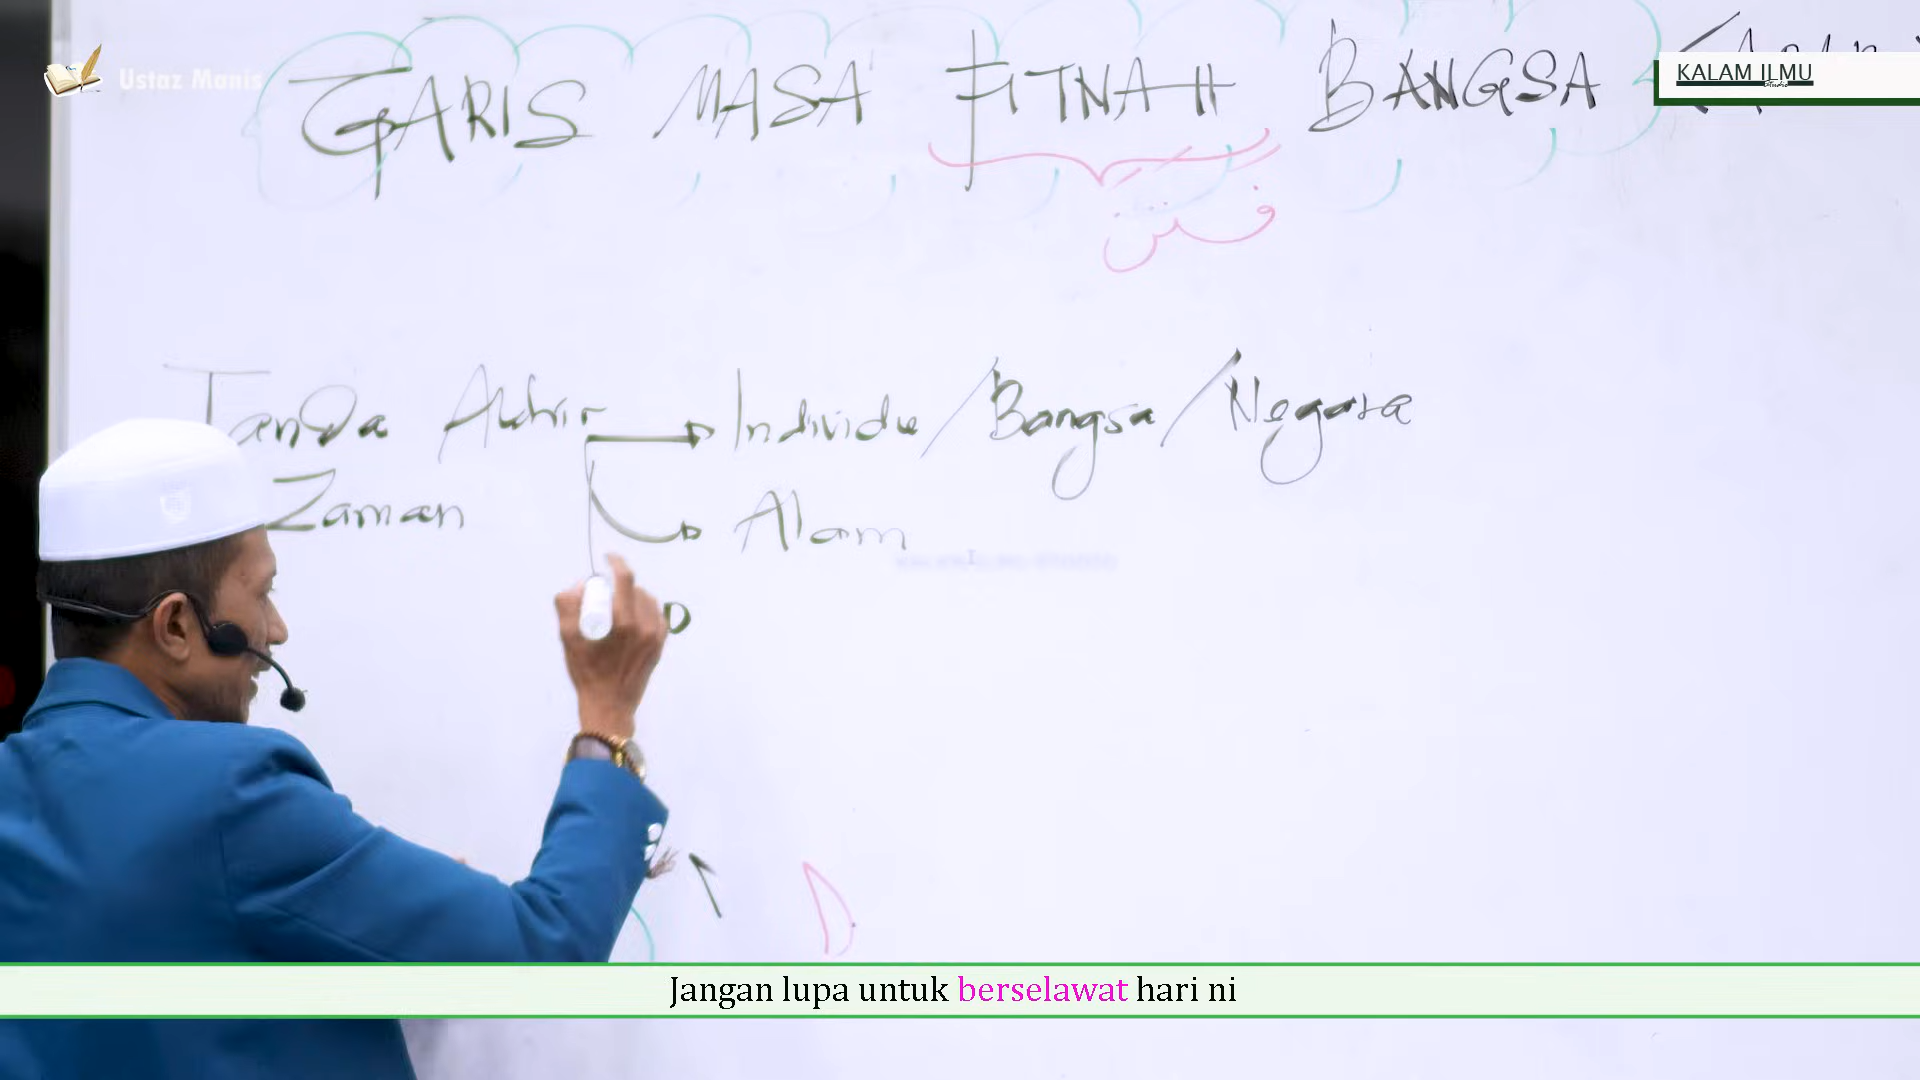 Ustaz Manis
GARIS MASA FITNAH BANGSA
KALAM ILMU
Studio
Tanda Akhir Individu / Bangsa / Negara
Zaman Alam
Jangan lupa untuk berselawat hari ni